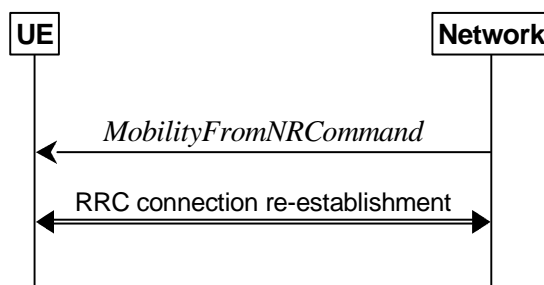 UE
Network
MobilityFromNRCommand
RRC connection re-establishment